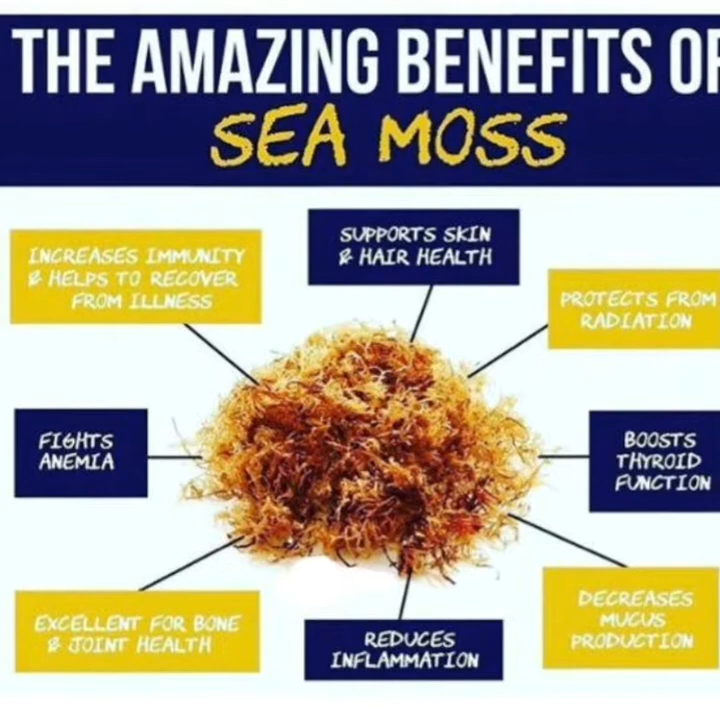 THE AMAZING BENEFITS OF
SEA MOSS
SUPPORTS SKIN
& HAIR HEALTH
INCREASES IMMUNITY
& HELPS TO RECOVER
FROM ILLNESS
PROTECTS FROM
RADIATION
FIGHTS
ANEMIA
BOOSTS
THYROID
FUNCTION
EXCELLENT FOR BONE
& JOINT HEALTH
REDUCES
INFLAMMATION
DECREASES
MUCUS
PRODUCTION